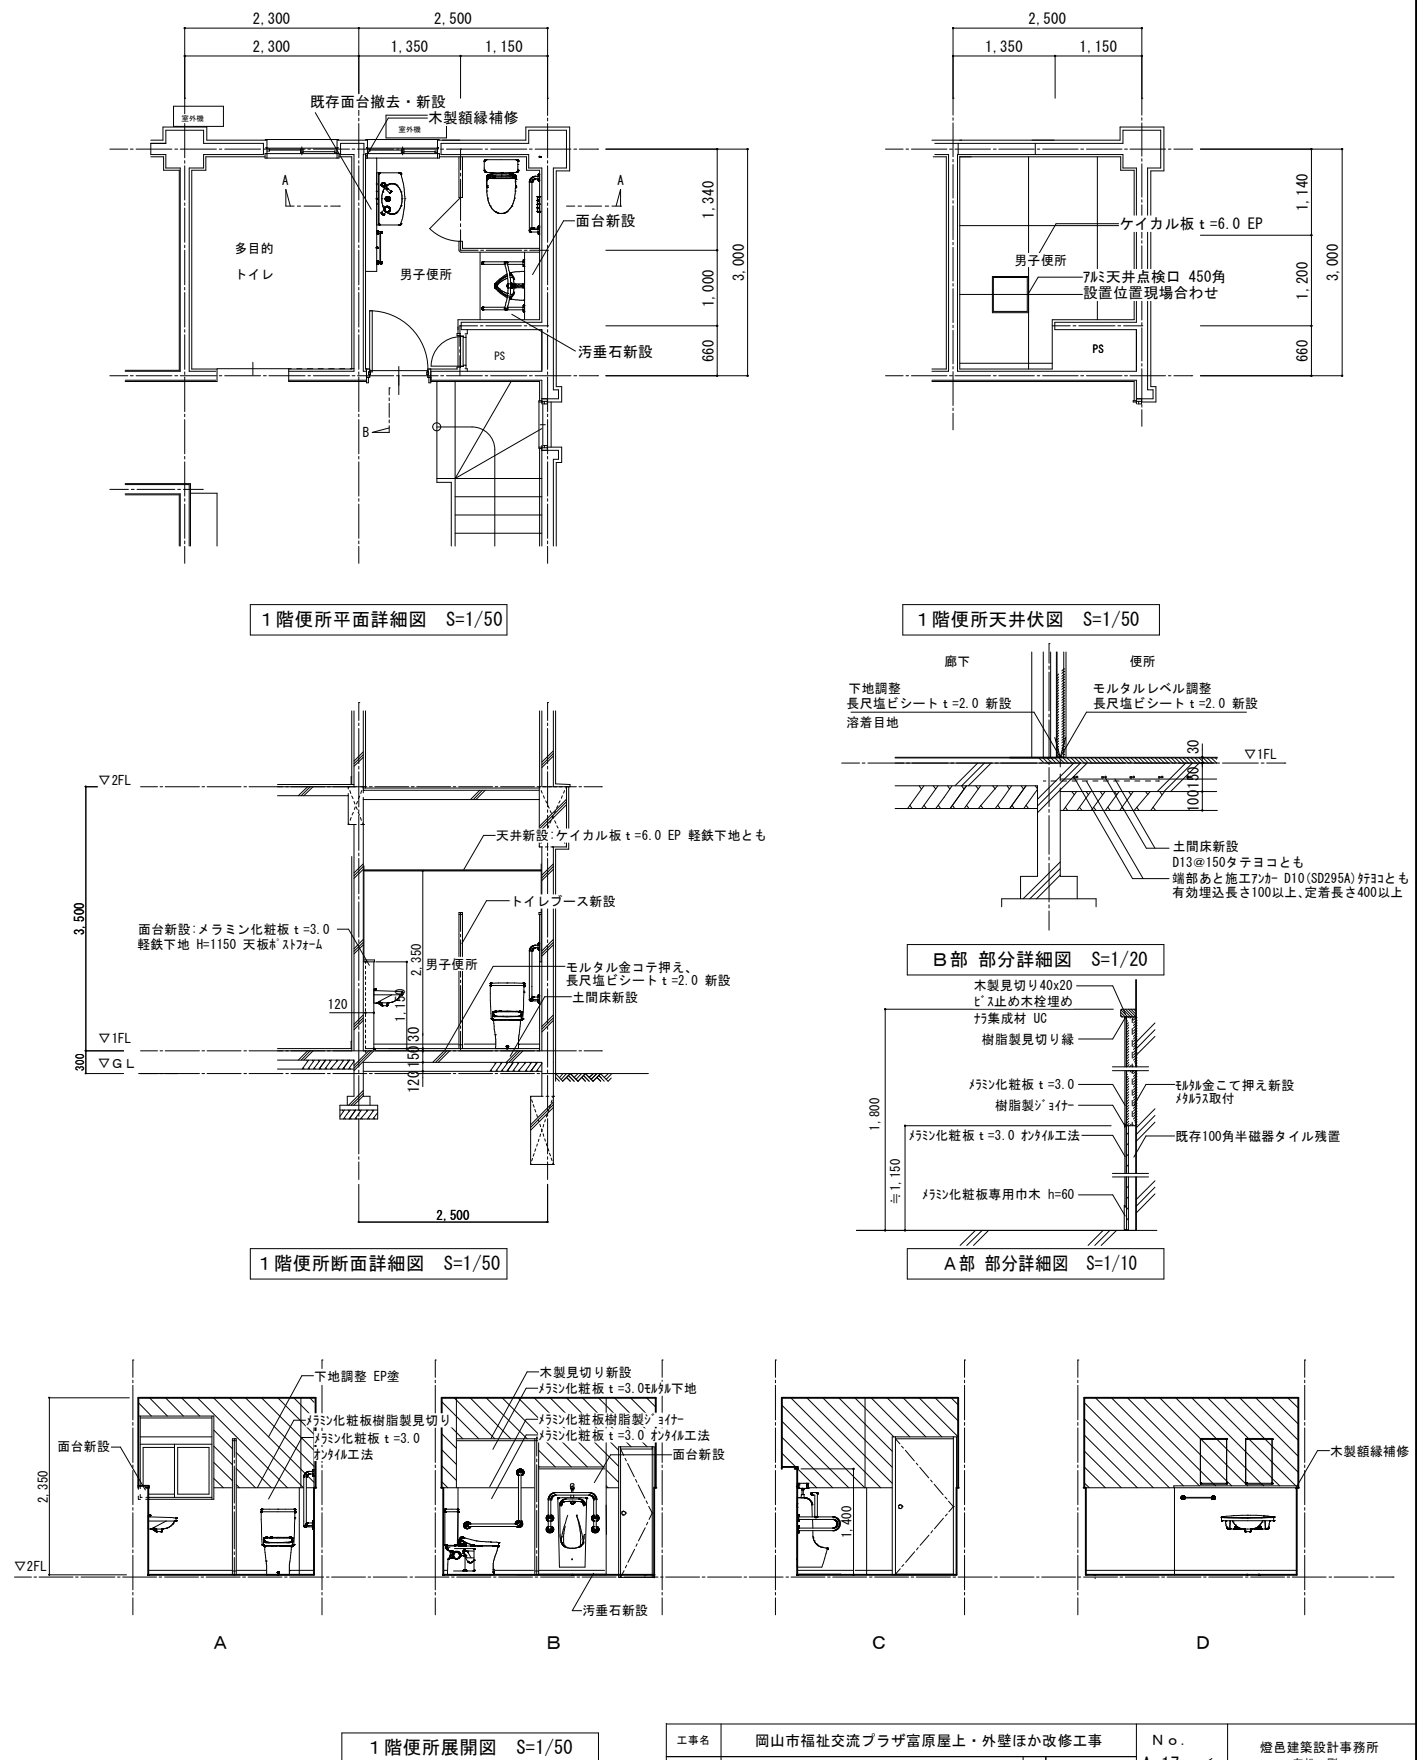 2,300
2,500
2,300
1,350
1,150
室外機
既存面台撤去・新設
木製額縁補修
室外機
A
A
1,340
面台新設
多目的
トイレ
男子便所
1,000
3,000
汚垂石新設
660
PS
B
1階便所平面詳細図 S=1/50
2,500
1,350
1,150
1,140
ケイカル板 t=6.0 EP
男子便所
ｱﾙﾐ天井点検口 450角
設置位置現場合わせ
1,200
3,000
660
PS
1階便所天井伏図 S=1/50
廊下
便所
下地調整
長尺塩ビシート t=2.0 新設
溶着目地
モルタルレベル調整
長尺塩ビシート t=2.0 新設
▽1FL
30
150
100
土間床新設
D13@150タテヨコとも
端部あと施工ｱﾝｶｰ D10(SD295A)ﾀﾃﾖｺとも
有効埋込長さ100以上、定着長さ400以上
B部 部分詳細図 S=1/20
▽2FL
天井新設：ケイカル板 t=6.0 EP 軽鉄下地とも
トイレブース新設
3,500
面台新設：メラミン化粧板 t=3.0
軽鉄下地 H=1150 天板ﾎﾟｽﾄﾌｫｰﾑ
2,350
男子便所
モルタル金コテ押え、
長尺塩ビシート t=2.0 新設
土間床新設
120
1,150
▽1FL
▽GL
300
30
150
120
2,500
1階便所断面詳細図 S=1/50
木製見切り40x20
ﾋﾞｽ止め木栓埋め
ﾅﾗ集成材 UC
樹脂製見切り縁
ﾒﾗﾐﾝ化粧板 t=3.0
樹脂製ｼﾞｮｲﾅｰ
ﾒﾗﾐﾝ化粧板 t=3.0 ｵﾝﾀｲﾙ工法
ﾒﾗﾐﾝ化粧板専用巾木 h=60
ﾓﾙﾀﾙ金こて押え新設
ﾒﾀﾙﾗｽ取付
既存100角半磁器タイル残置
1,800
≒1,150
A部 部分詳細図 S=1/10
下地調整 EP塗
ﾒﾗﾐﾝ化粧板樹脂製見切り
ﾒﾗﾐﾝ化粧板 t=3.0
ｵﾝﾀｲﾙ工法
面台新設
2,350
▽2FL
A
木製見切り新設
ﾒﾗﾐﾝ化粧板 t=3.0ﾓﾙﾀﾙ下地
ﾒﾗﾐﾝ化粧板樹脂製ｼﾞｮｲﾅｰ
ﾒﾗﾐﾝ化粧板 t=3.0 ｵﾝﾀｲﾙ工法
面台新設
汚垂石新設
B
1,400
C
木製額縁補修
D
1階便所展開図 S=1/50
工事名
岡山市福祉交流プラザ富原屋上・外壁ほか改修工事
No.
燈邑建築設計事務所